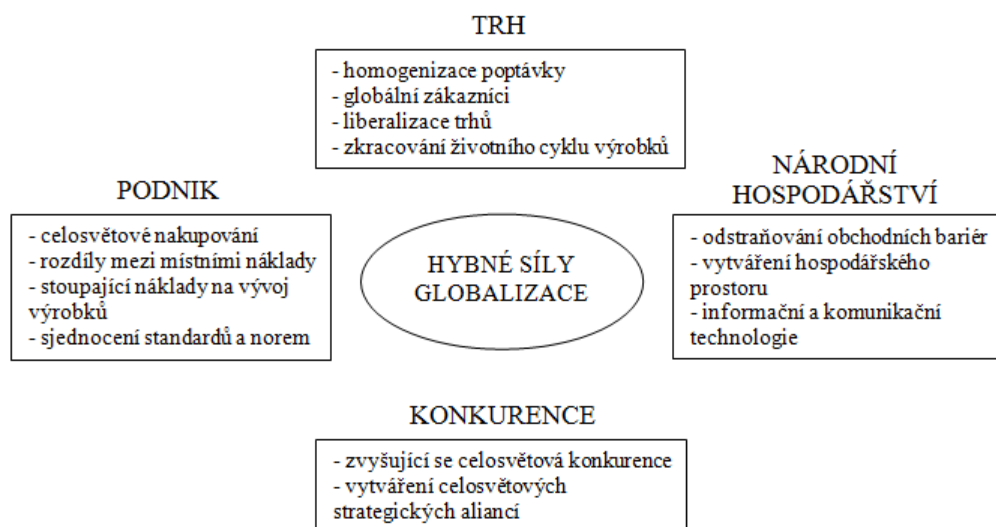 TRH
- homogenizace poptávky
- globální zákazníci
- liberalizace trhů
- zkracování životního cyklu výrobků
PODNIK
- celosvětové nakupování
- rozdíly mezi místními náklady
- stoupající náklady na vývoj
výrobků
- sjednocení standardů a norem
HYBNÉ SÍLY
GLOBALIZACE
NÁRODNÍ
HOSPODÁŘSTVÍ
- odstraňování obchodních bariér
- vytváření hospodářského
prostoru
- informační a komunikační
technologie
KONKURENCE
- zvyšující se celosvětová konkurence
- vytváření celosvětových
strategických aliancí